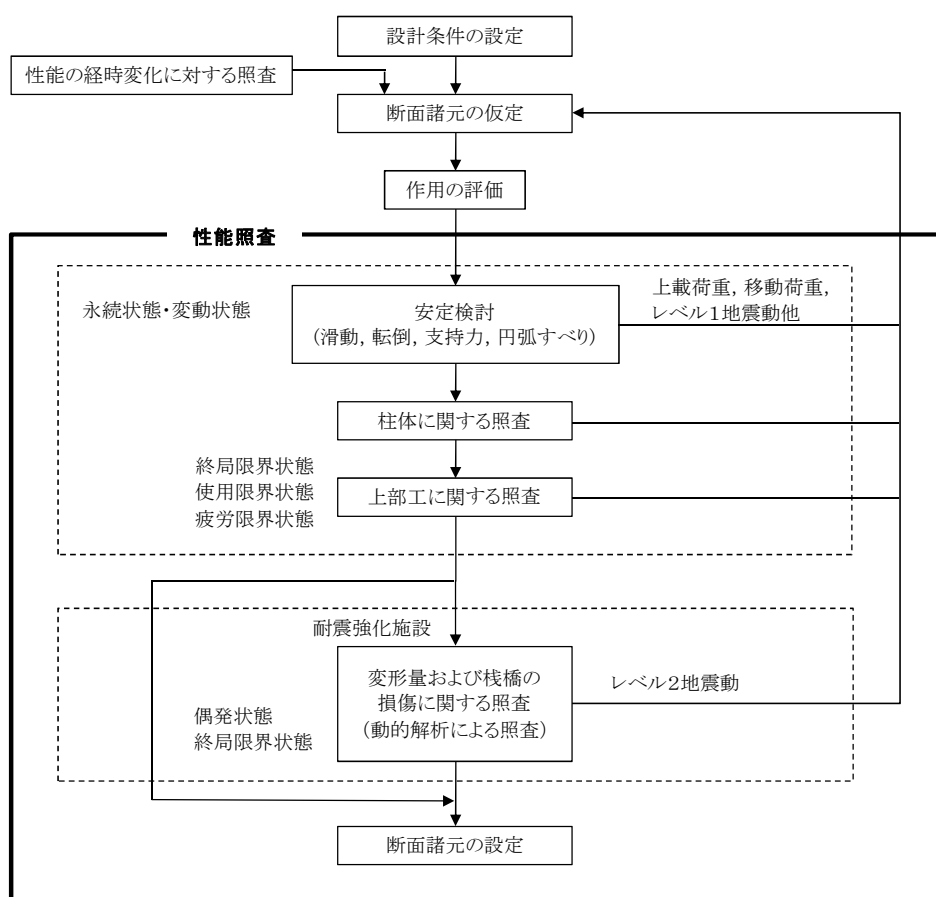 設計条件の設定
性能の経時変化に対する照査
断面諸元の仮定
作用の評価
性能照査
永続状態・変動状態
安定検討
(滑動, 転倒, 支持力, 円弧すべり)
上載荷重, 移動荷重,
レベル1地震動他
柱体に関する照査
終局限界状態
使用限界状態
疲労限界状態
上部工に関する照査
耐震強化施設
変形量および桟橋の
損傷に関する照査
(動的解析による照査)
レベル2地震動
偶発状態
終局限界状態
断面諸元の設定